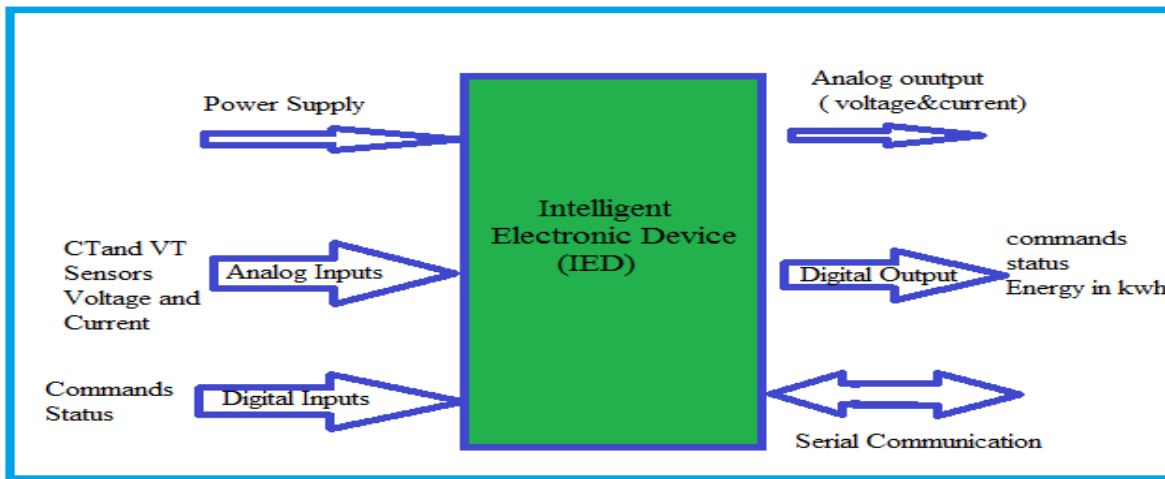 Power Supply
Analog ouutput
( voltage&current)
CTand VT
Sensors
Voltage and
Current
Analog Inputs
Intelligent
Electronic Device
(IED)
Digital Output
commands
status
Energy in kwh
Commands
Status
Digital Inputs
Serial Communication